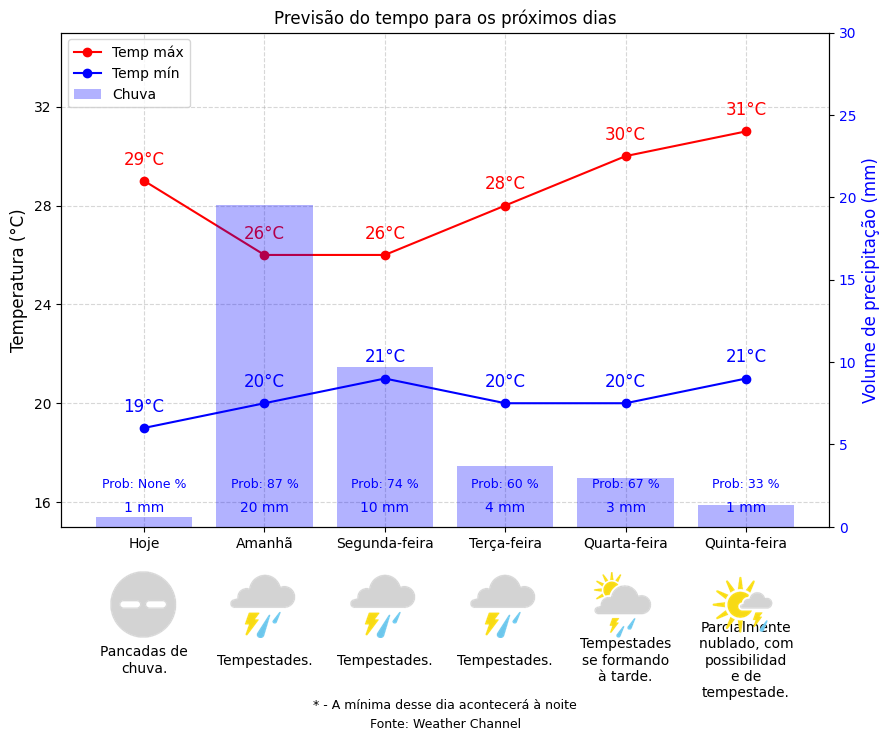 Previsão do tempo para os próximos dias
Temp máx
Temp mín
Chuva
Temperatura (°C)
32
28
24
20
16
Volume de precipitação (mm)
30
25
20
15
10
5
0
29°C
26°C
26°C
28°C
30°C
31°C
19°C
20°C
21°C
20°C
20°C
21°C
Prob: None %
Prob: 87 %
Prob: 74 %
Prob: 60 %
Prob: 67 %
Prob: 33 %
1 mm
20 mm
10 mm
4 mm
3 mm
1 mm
Hoje
Amanhã
Segunda-feira
Terça-feira
Quarta-feira
Quinta-feira
Pancadas de
chuva.
Tempestades.
Tempestades.
Tempestades.
Tempestades
se formando
à tarde.
Parcialmente
nublado, com
possibilidad
e de
tempestade.
* - A mínima desse dia acontecerá à noite
Fonte: Weather Channel